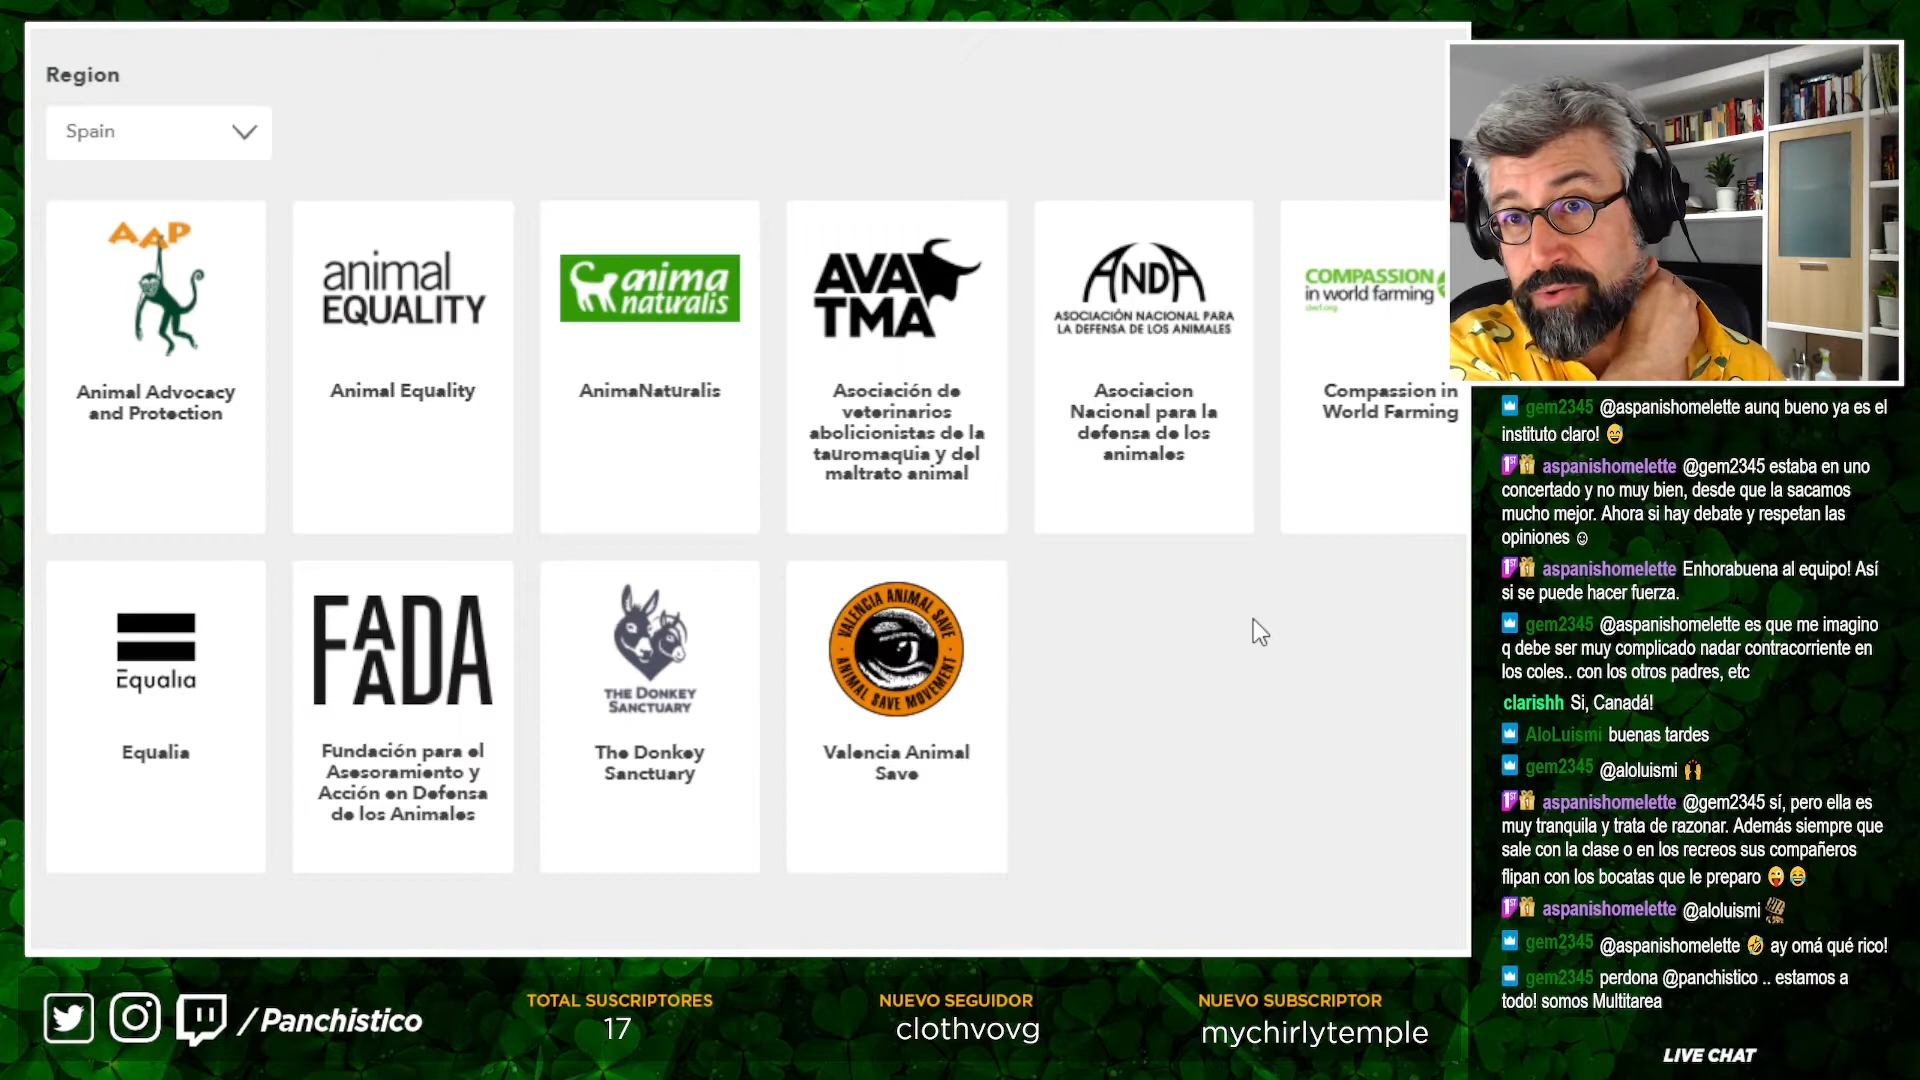 Region
Spain
AAP
Animal Advocacy
and Protection
animal
EQUALITY
Animal Equality
anima
naturalis
AnimaNaturalis
AVA
TMA
Asociación de
veterinarios
abolicionistas de la
tauromaquia y del
maltrato animal
ANDA
ASOCIACIÓN NACIONAL PARA
LA DEFENSA DE LOS ANIMALES
Asociacion
Nacional para la
defensa de los
animales
COMPASSION
in world farming
ciwf.org
Compassion in
World Farming
Equalia
Equalia
FAADA
Fundación para el
Asesoramiento y
Acción en Defensa
de los Animales
THE DONKEY
SANCTUARY
The Donkey
Sanctuary
VALENCIA ANIMAL SAVE
· ANIMAL SAVE MOVEMENT ·
Valencia Animal
Save
gem2345 @aspanishomelette aunq bueno ya es el
instituto claro! 😅
aspanishomelette @gem2345 estaba en uno
concertado y no muy bien, desde que la sacamos
mucho mejor. Ahora si hay debate y respetan las
opiniones ☺
aspanishomelette Enhorabuena al equipo! Así
si se puede hacer fuerza.
gem2345 @aspanishomelette es que me imagino
q debe ser muy complicado nadar contracorriente en
los coles.. con los otros padres, etc
clarishh Si, Canadá!
AloLuismi buenas tardes
gem2345 @aloluismi 🙌
aspanishomelette @gem2345 sí, pero ella es
muy tranquila y trata de razonar. Además siempre que
sale con la clase o en los recreos sus compañeros
flipan con los bocatas que le preparo 😜 😂
aspanishomelette @aloluismi
gem2345 @aspanishomelette 🤣 ay omá qué rico!
gem2345 perdona @panchistico .. estamos a
todo! somos Multitarea
LIVE CHAT
/Panchistico
TOTAL SUSCRIPTORES
17
NUEVO SEGUIDOR
clothvovg
NUEVO SUBSCRIPTOR
mychirlytemple